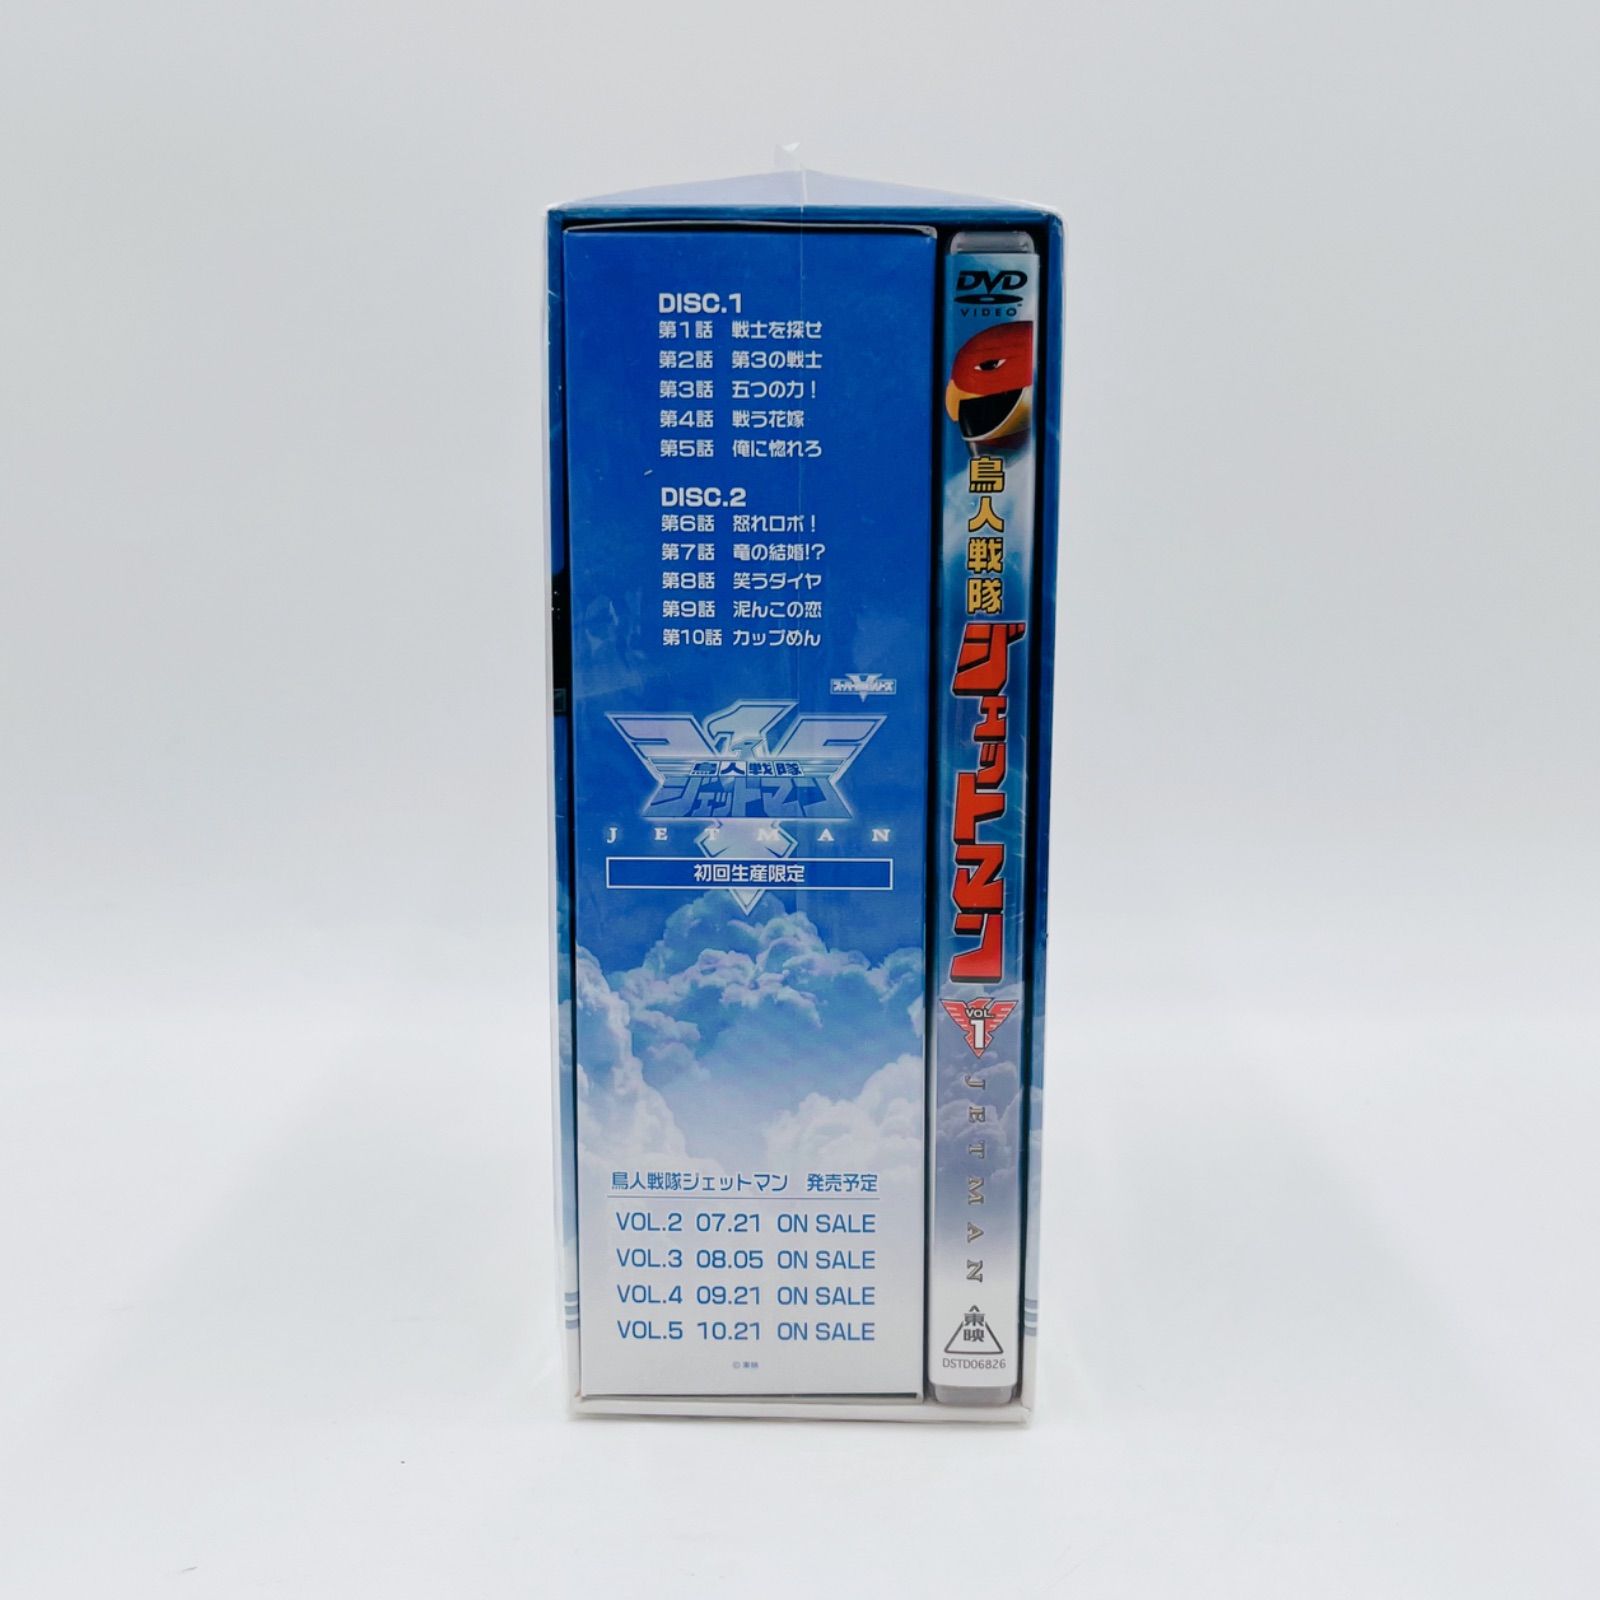 DISC.1
第1話 戦士を探せ
第2話 第3の戦士
第3話 五つの力!
第4話 戦う花嫁
第5話 俺に惚れろ
DISC.2
第6話 怒れロボ!
第7話 竜の結婚!?
第8話 笑うダイヤ
第9話 泥んこの恋
第10話 カップめん
鳥人戦隊
ジェットマン
JETMAN
初回生産限定
鳥人戦隊ジェットマン 発売予定
VOL.2 07.21 ON SALE
VOL.3 08.05 ON SALE
VOL.4 09.21 ON SALE
VOL.5 10.21 ON SALE
©東映
DVD
VIDEO
鳥人戦隊
ジェットマン
VOL.
1
JETMAN
東映
DSTD06826